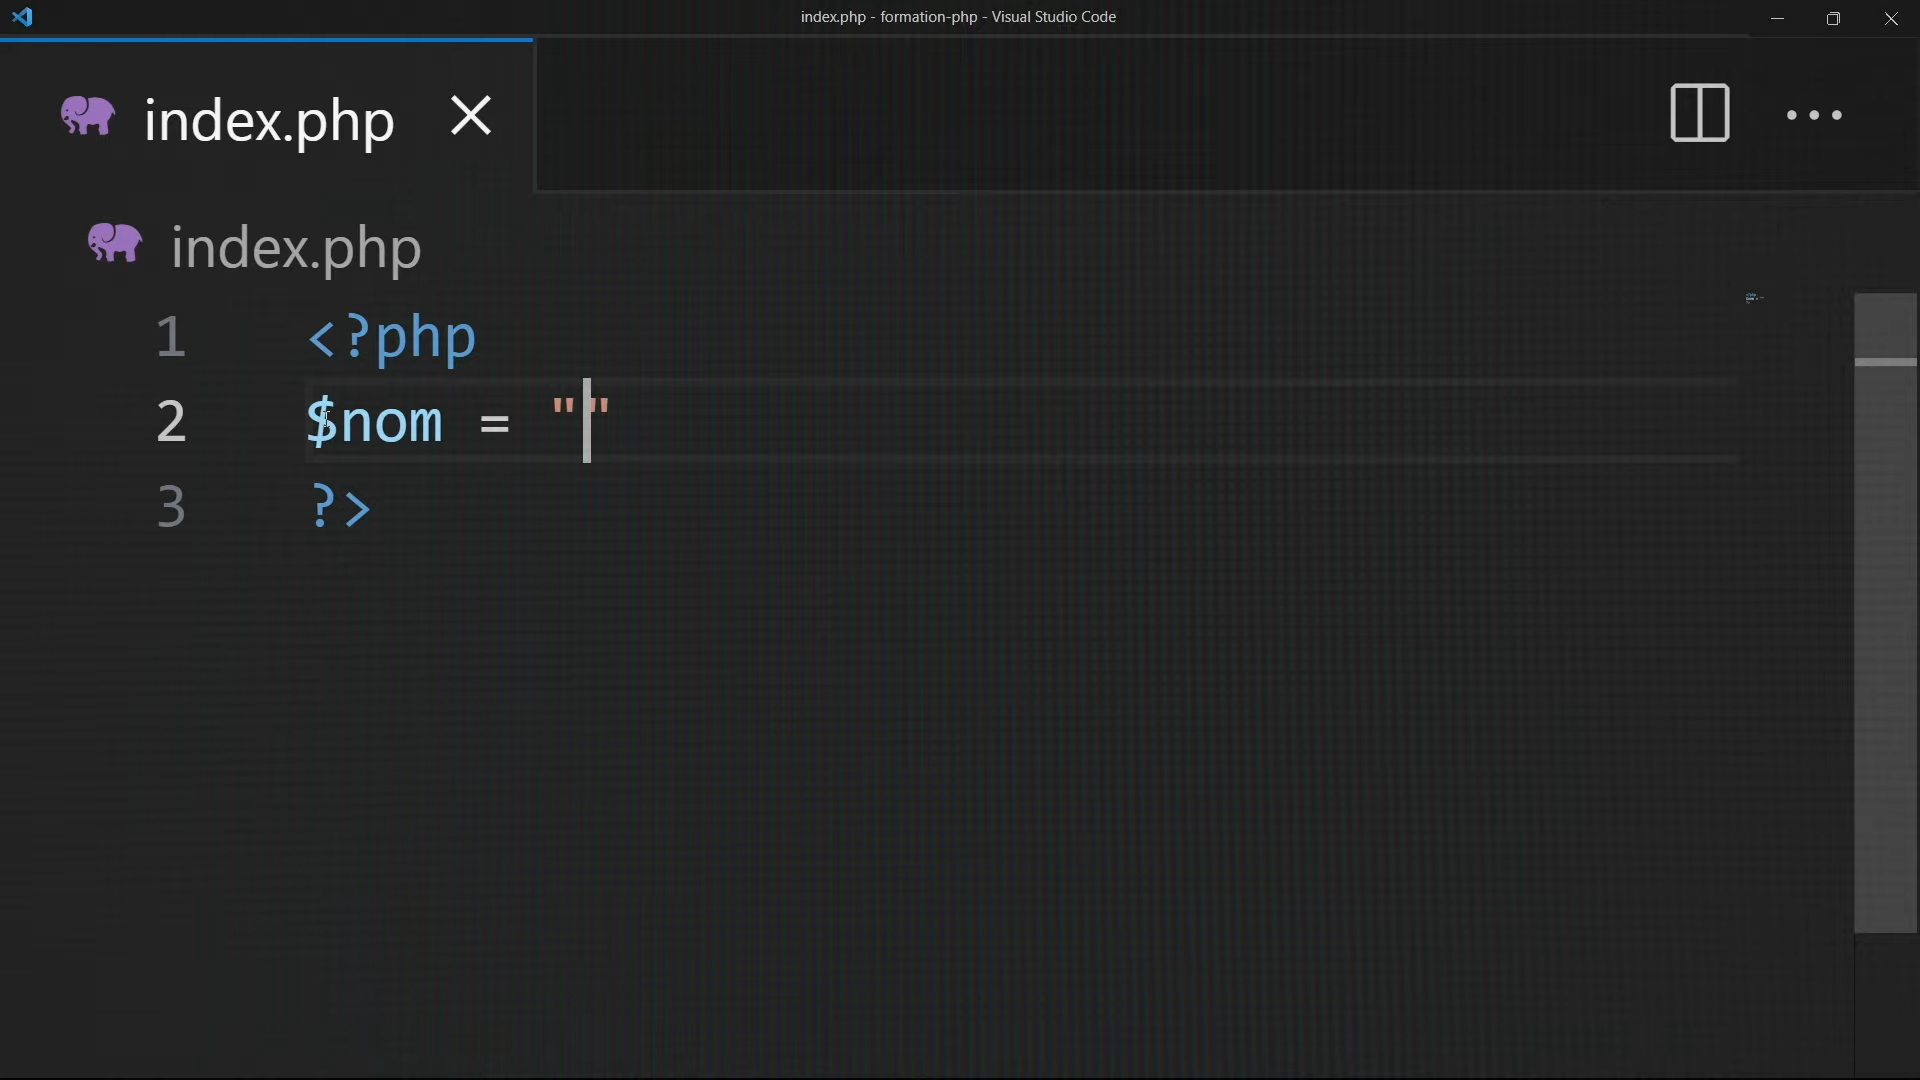 index.php - formation-php - Visual Studio Code
index.php
index.php
1 <?php
2 $nom = ""
3 ?>